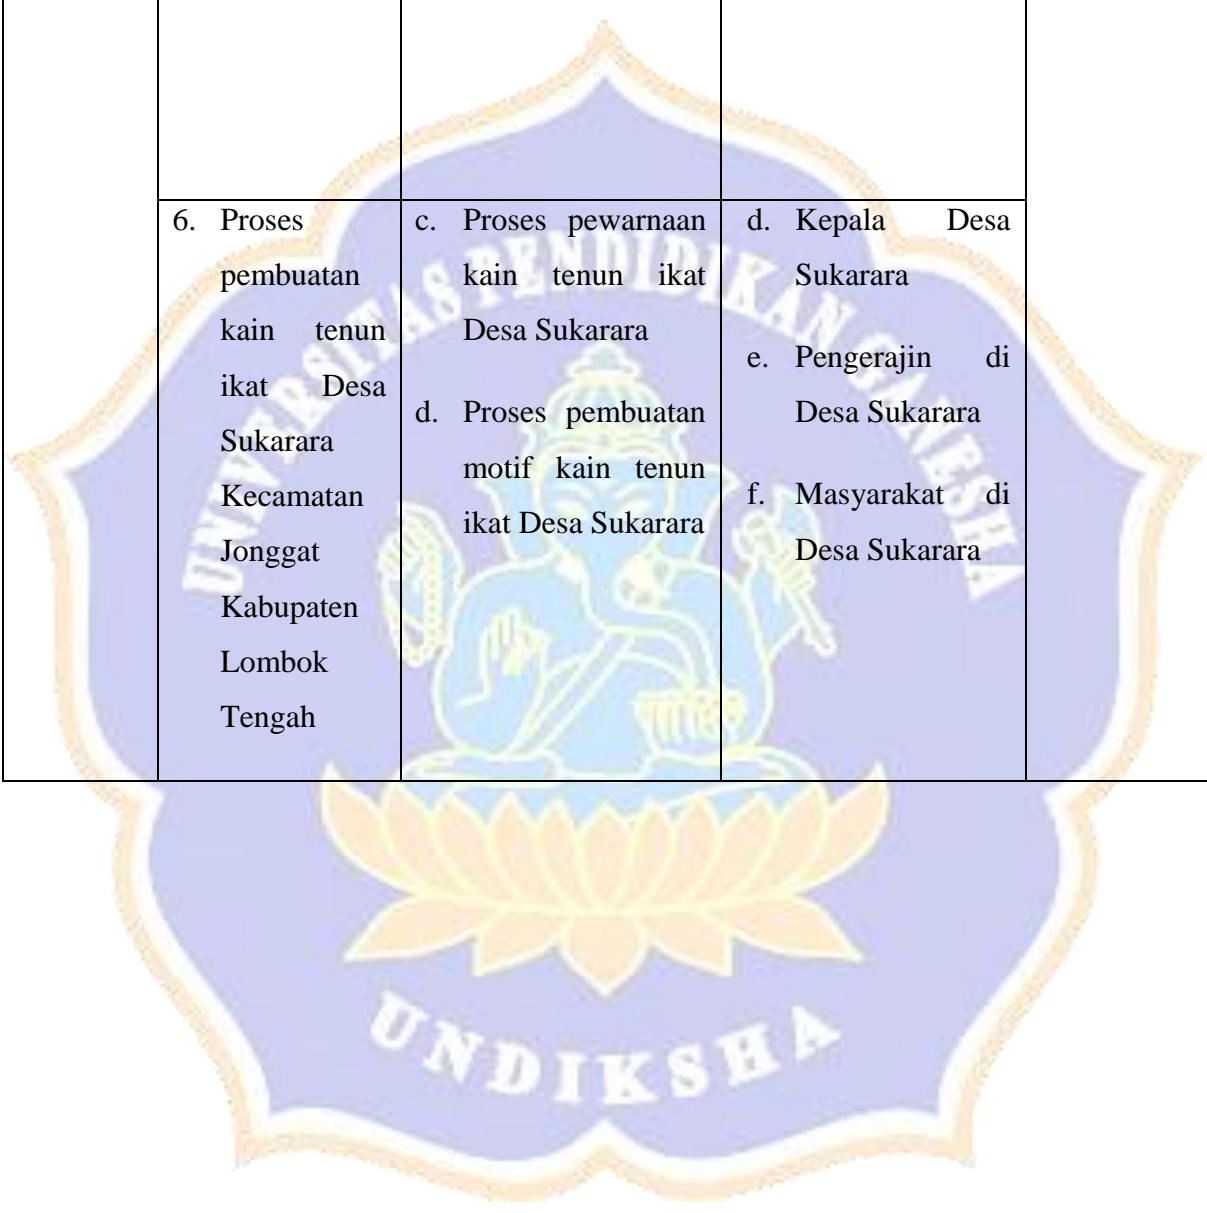 6. Proses
pembuatan
kain tenun
ikat Desa
Sukarara
Kecamatan
Jonggat
Kabupaten
Lombok
Tengah
c. Proses pewarnaan
kain tenun ikat
Desa Sukarara
d. Proses pembuatan
motif kain tenun
ikat Desa Sukarara
d. Kepala Desa
Sukarara
e. Pengerajin di
Desa Sukarara
f. Masyarakat di
Desa Sukarara
UNIVERSITAS PENDIDIKAN GANESHA
UNDIKSHA